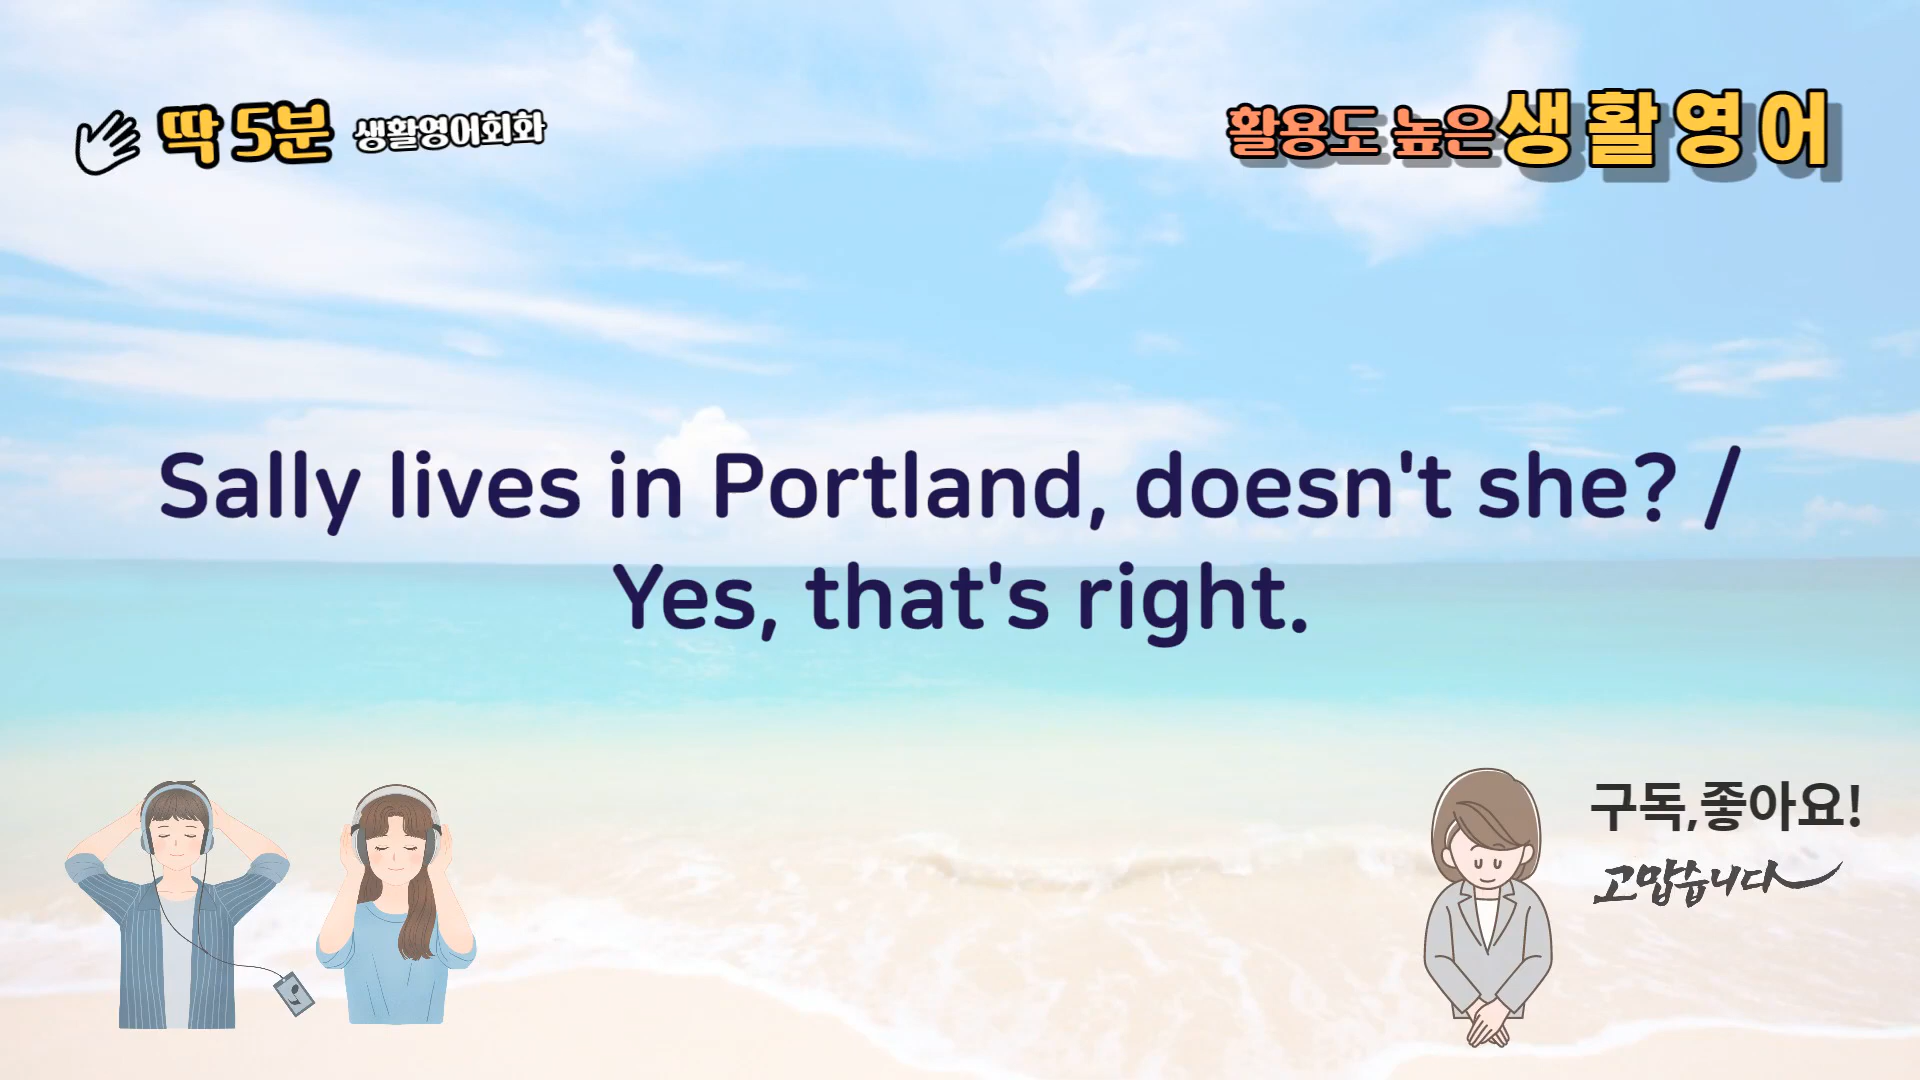 딱 5분 생활영어회화
활용도 높은 생활영어
Sally lives in Portland, doesn't she? /
Yes, that's right.
구독,좋아요!
고맙습니다